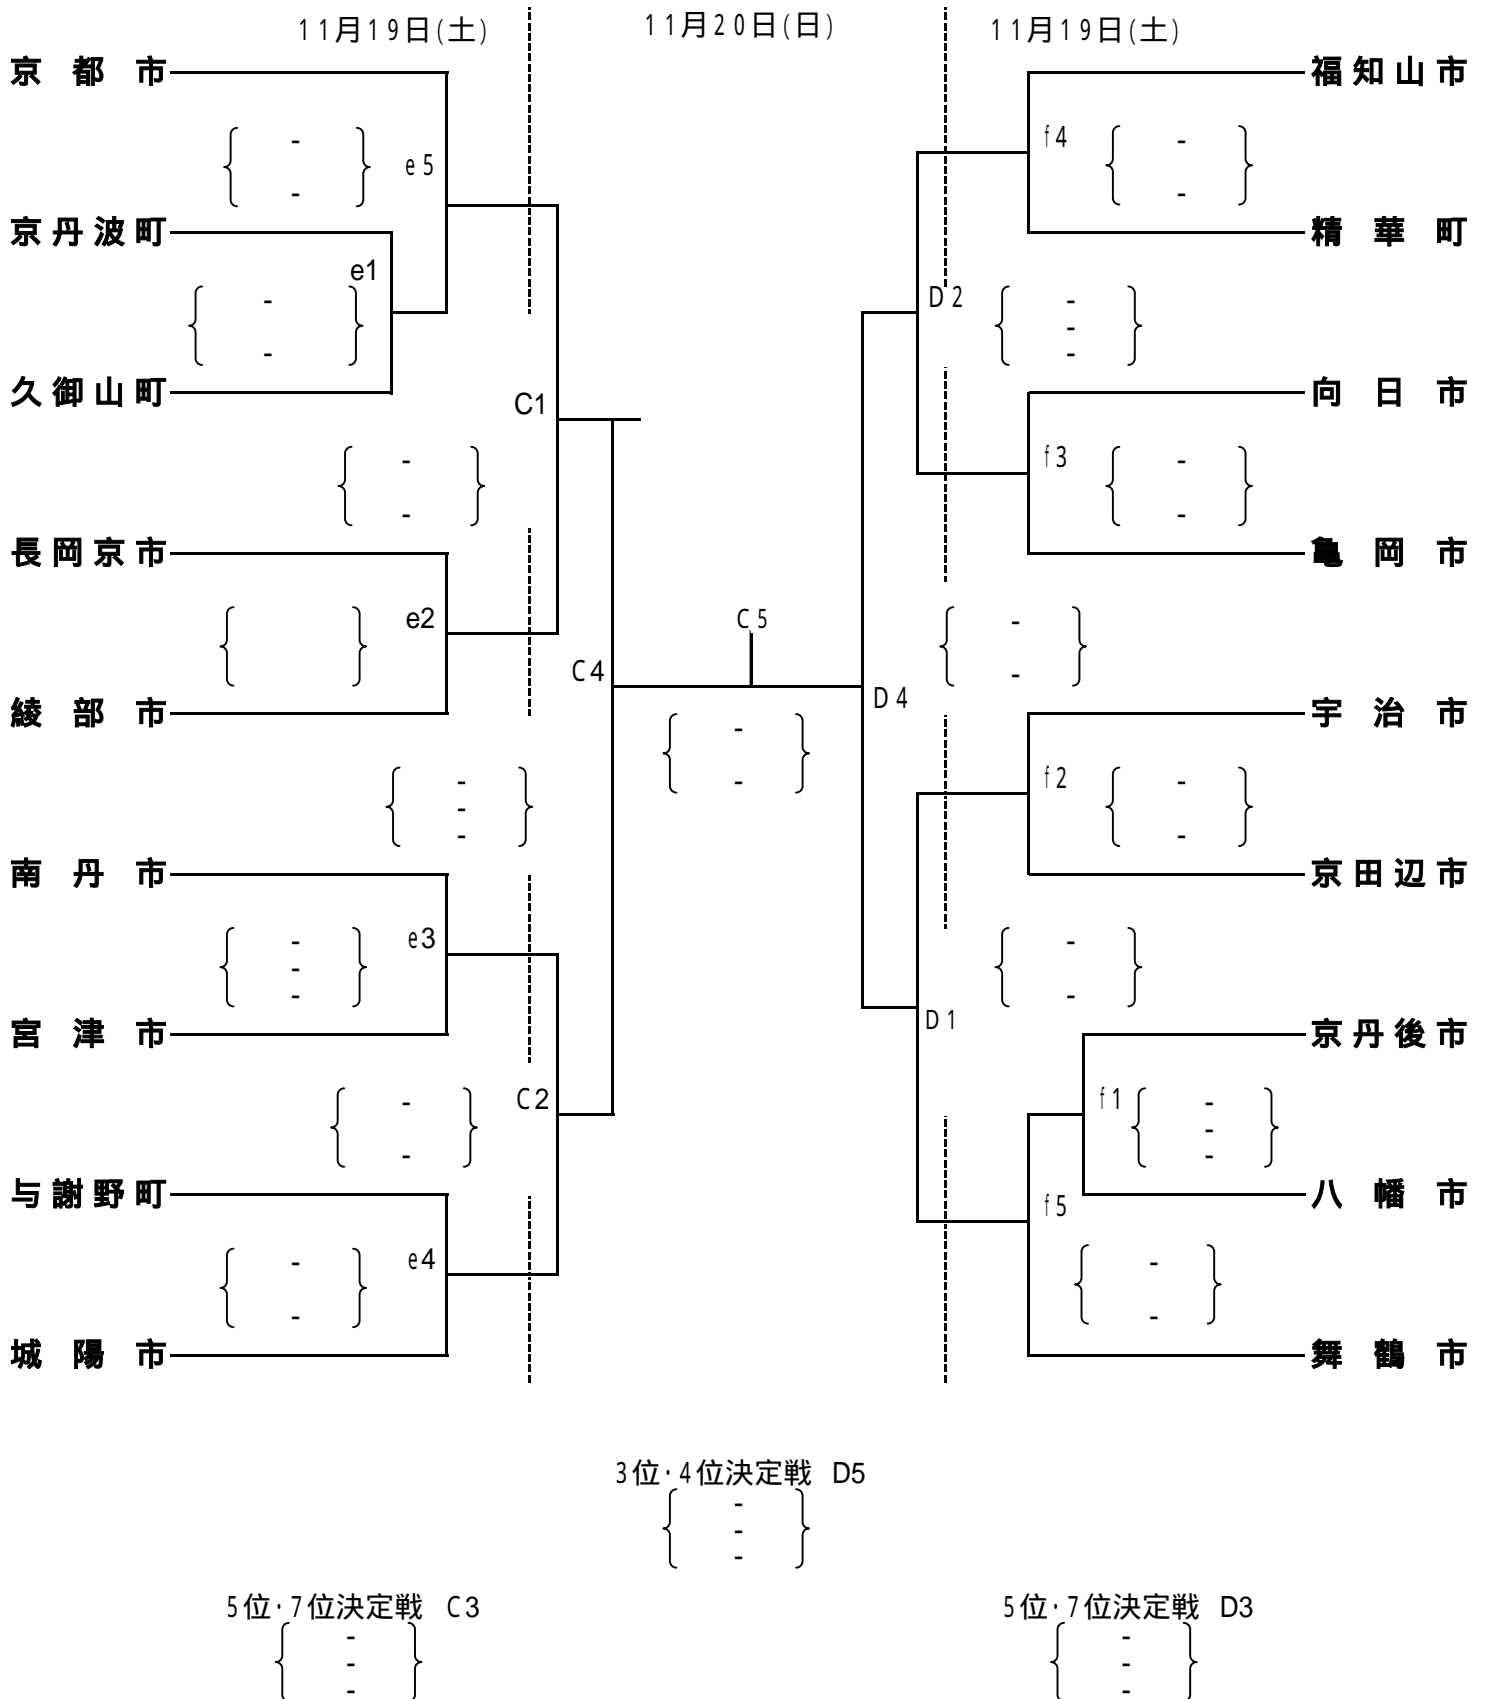 11月19日(土) 11月20日(日) 11月19日(土)
京都市 福知山市
- f4 -
e5
- -
京丹波町 精華町
e1
- D2 -
-
- -
久御山町 向日市
C1
- f3 -
- -
長岡京市 亀岡市
e2 C5 -
C4 -
D4
綾部市 宇治市
-
- f2 -
-
- -
南丹市 京田辺市
- e3 -
-
- -
D1
宮津市 京丹後市
- C2 f1 -
-
- -
与謝野町 八幡市
f5
- e4 -
- -
城陽市 舞鶴市
3位・4位決定戦 D5
-
-
-
5位・7位決定戦 C3 5位・7位決定戦 D3
- -
- -
- -